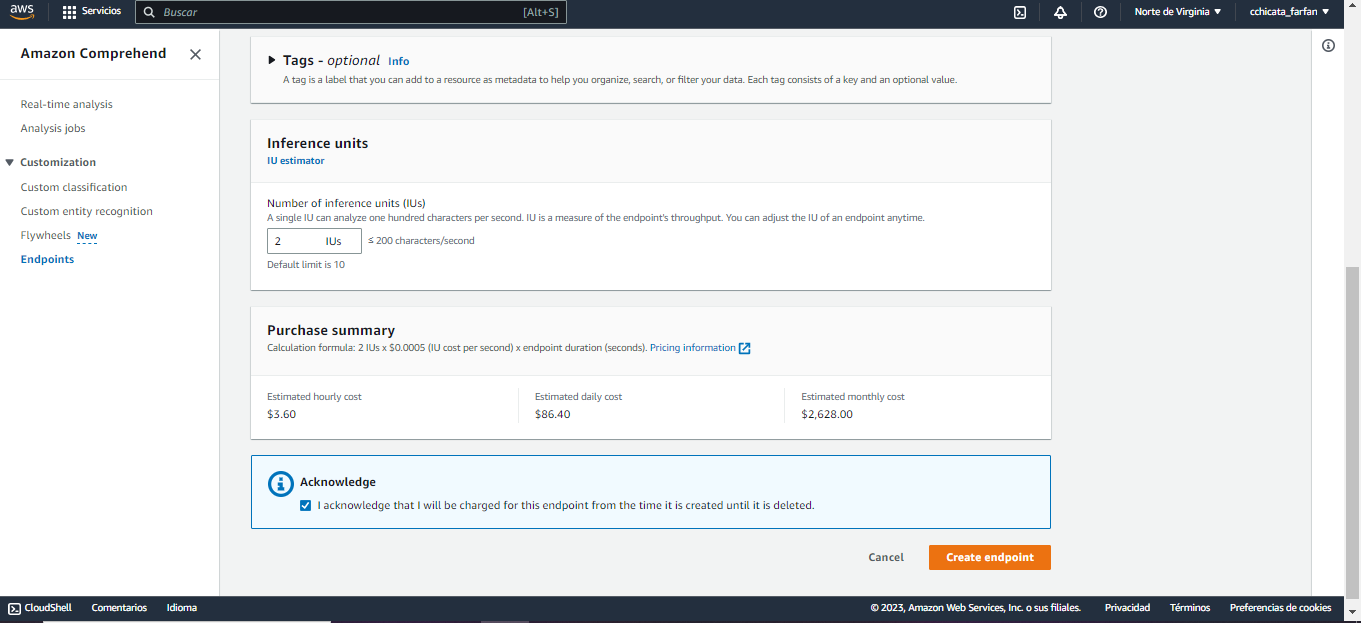 aws
Servicios
Buscar
[Alt+S]
Norte de Virginia
cchicata_farfan
Amazon Comprehend
Real-time analysis
Analysis jobs
Customization
Custom classification
Custom entity recognition
Flywheels New
Endpoints
Tags - optional Info
A tag is a label that you can add to a resource as metadata to help you organize, search, or filter your data. Each tag consists of a key and an optional value.
Inference units
IU estimator
Number of inference units (IUs)
A single IU can analyze one hundred characters per second. IU is a measure of the endpoint's throughput. You can adjust the IU of an endpoint anytime.
2 IUs ≤ 200 characters/second
Default limit is 10
Purchase summary
Calculation formula: 2 IUs x $0.0005 (IU cost per second) x endpoint duration (seconds). Pricing information
Estimated hourly cost
$3.60
Estimated daily cost
$86.40
Estimated monthly cost
$2,628.00
Acknowledge
I acknowledge that I will be charged for this endpoint from the time it is created until it is deleted.
Cancel
Create endpoint
CloudShell
Comentarios
Idioma
© 2023, Amazon Web Services, Inc. o sus filiales.
Privacidad
Términos
Preferencias de cookies